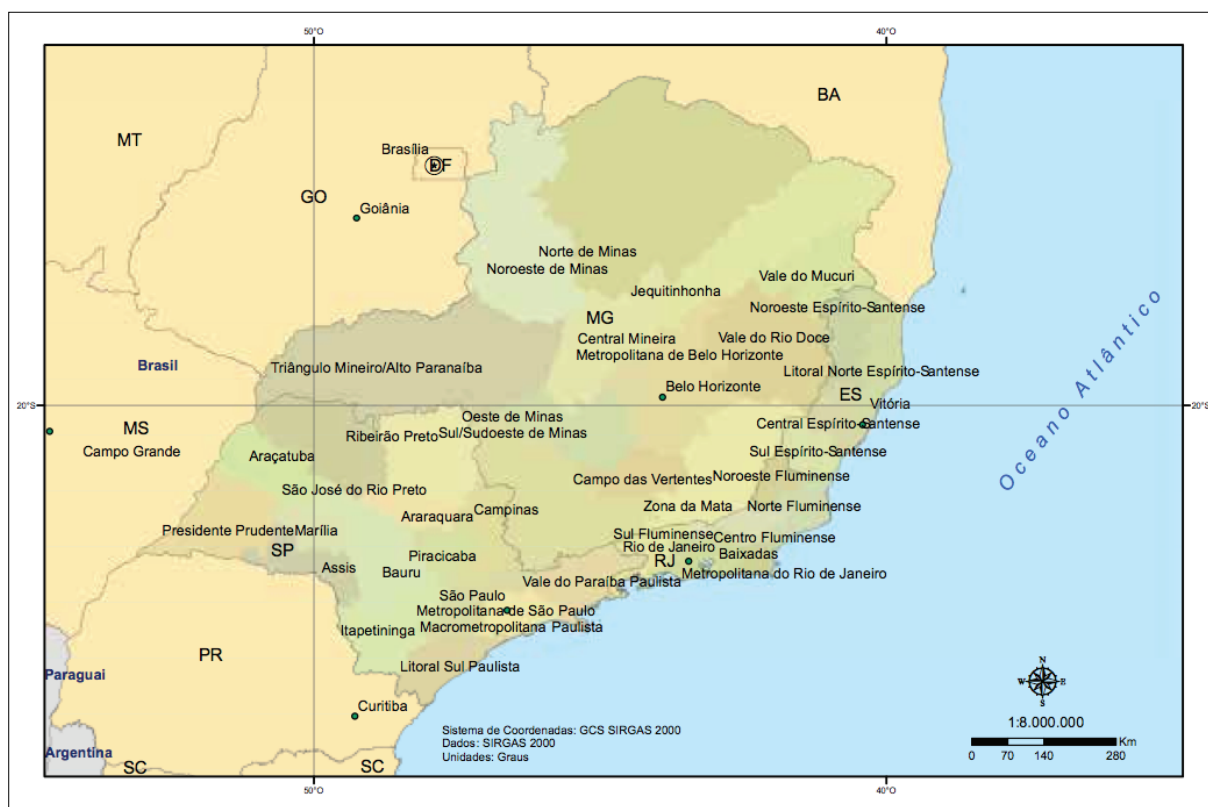 50°O
40°O
BA
MT
Brasília
DF
GO
Goiânia
Norte de Minas
Noroeste de Minas
Vale do Mucuri
Jequitinhonha
Noroeste Espírito-Santense
MG
Central Mineira
Vale do Rio Doce
Metropolitana de Belo Horizonte
Brasil
Triângulo Mineiro/Alto Paranaíba
Litoral Norte Espírito-Santense
Belo Horizonte
ES
Oceano Atlântico
20°S
Vitória
20°S
Oeste de Minas
MS
Ribeirão Preto
Sul/Sudoeste de Minas
Central Espírito-Santense
Campo Grande
Araçatuba
Sul Espírito-Santense
São José do Rio Preto
Campo das Vertentes
Noroeste Fluminense
Araraquara
Campinas
Zona da Mata
Norte Fluminense
Presidente Prudente
Marília
Sul Fluminense
Centro Fluminense
SP
Rio de Janeiro
Baixadas
Piracicaba
RJ
Assis
Bauru
Metropolitana do Rio de Janeiro
Vale do Paraíba Paulista
São Paulo
Metropolitana de São Paulo
Itapetininga
Macrometropolitana Paulista
PR
Litoral Sul Paulista
Paraguai
N
W
E
S
Curitiba
1:8.000.000
Sistema de Coordenadas: GCS SIRGAS 2000
Dados: SIRGAS 2000
Unidades: Graus
Km
0 70 140 280
Argentina
SC
SC
50°O
40°O